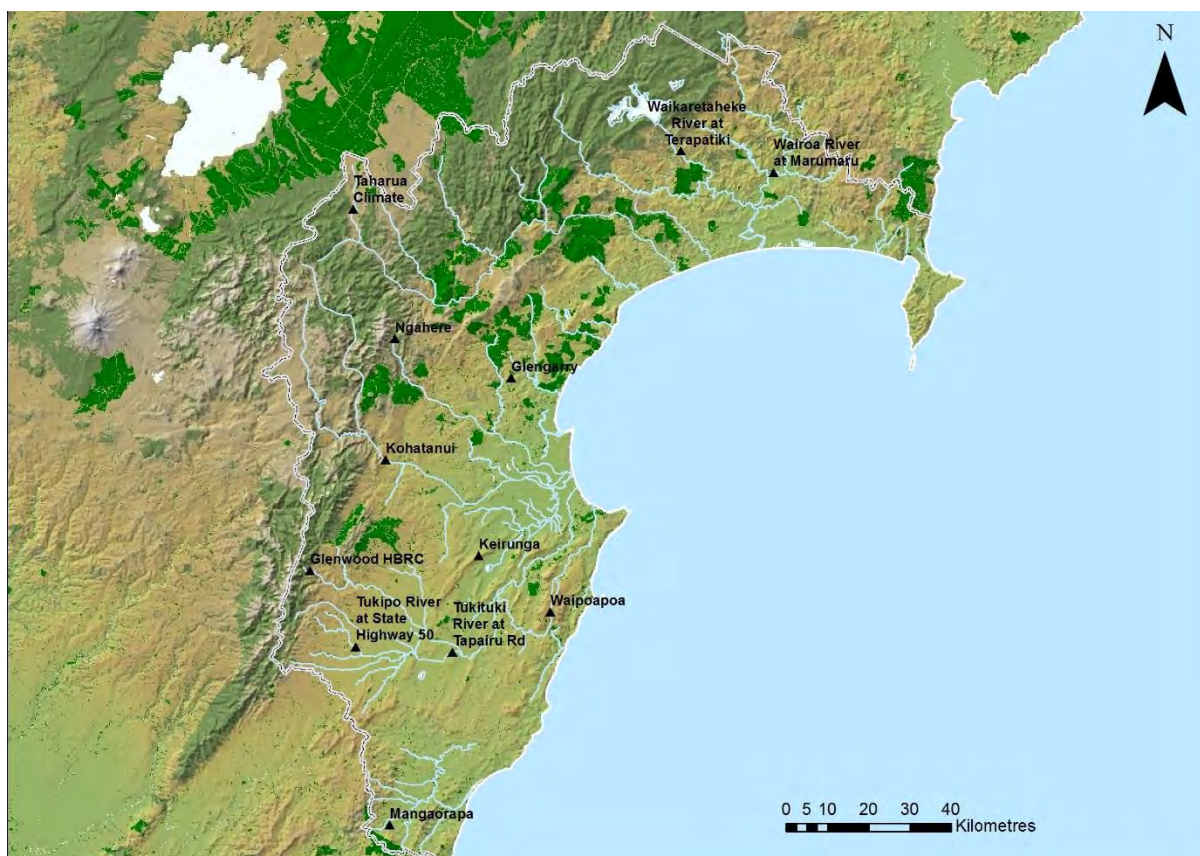 N
Waikaretaheke
River at
Terapatiki
Wairoa River
at Marumaru
Taharua
Climate
Ngahere
Glengarry
Kohatanui
Keirunga
Glenwood HBRC
Waipoapoa
Tukipo River
at State
Highway 50
Tukituki
River at
Tapairu Rd
Mangaorapa
0 5 10 20 30 40
Kilometres